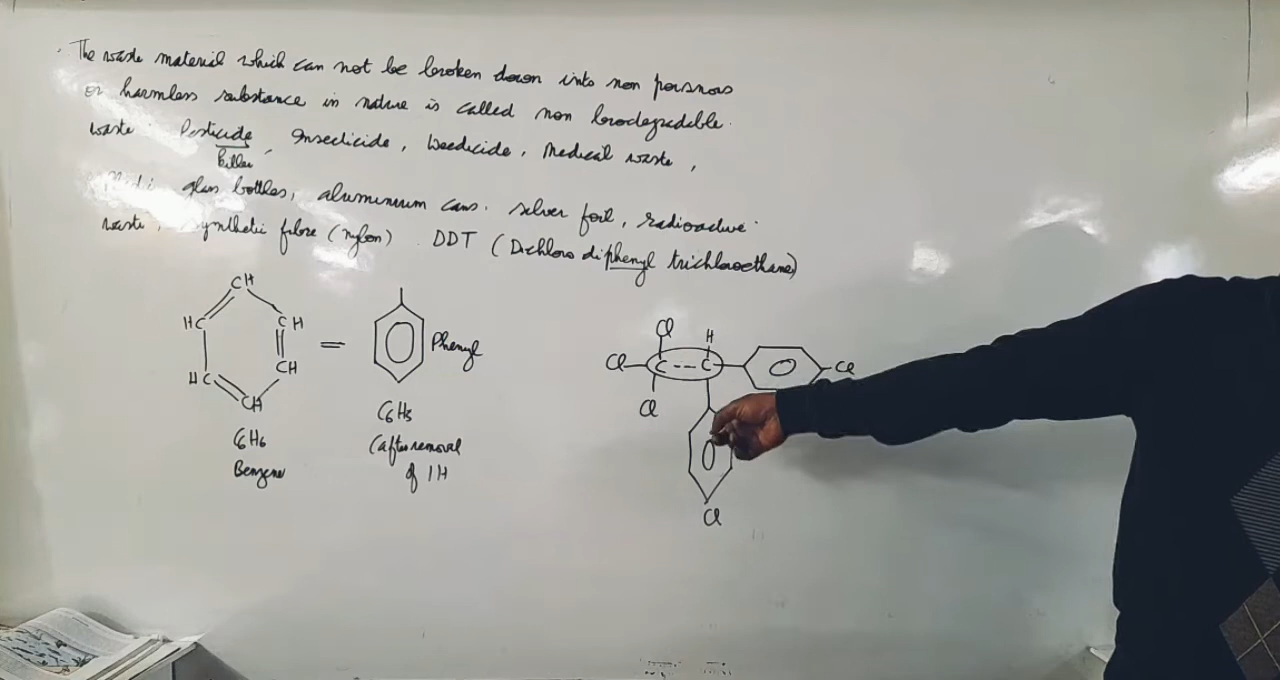 The waste material which can not be broken down into non poisnous
or harmless substance in nature is called non biodegradable
waste Pesticide, Insecticide, Weedicide, Medical waste,
Killer
glass bottles, aluminium cans. silver foil, radioactive
waste, synthetic fibre (nylon). DDT (Dichloro diphenyl trichloroethane)
CH
HC CH
HC CH
CH
C6H6
Benzene
=
Phenyl
C6H5
(after removal
of 1H
Cl H
Cl C --- C Cl
Cl
Cl